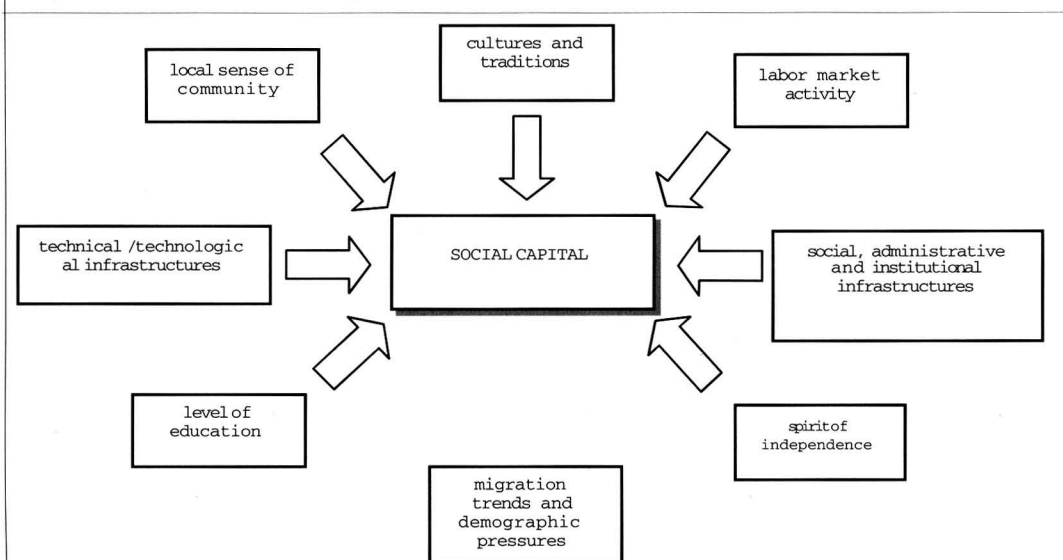 cultures and
traditions
local sense of
community
labor market
activity
technical /technologic
al infrastructures
SOCIAL CAPITAL
social, administrative
and institutional
infrastructures
level of
education
spirit of
independence
migration
trends and
demographic
pressures